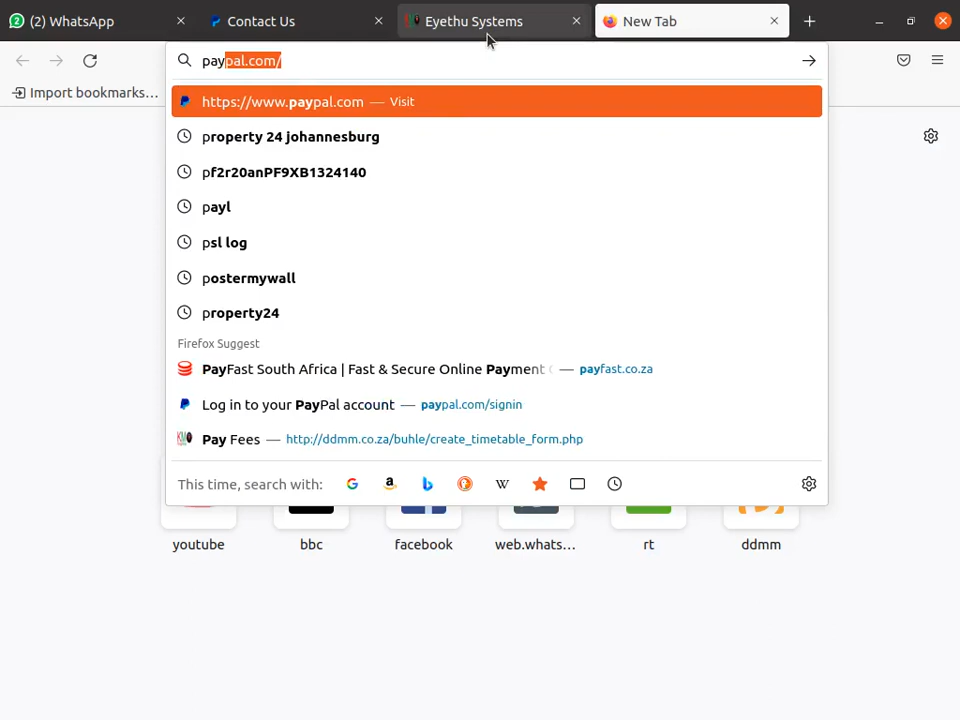 (2) WhatsApp
Contact Us
Eyethu Systems
New Tab
paypal.com/
Import bookmarks...
https://www.paypal.com — Visit
property 24 johannesburg
pf2r20anPF9XB1324140
payl
psl log
postermywall
property24
Firefox Suggest
PayFast South Africa | Fast & Secure Online Payment — payfast.co.za
Log in to your PayPal account — paypal.com/signin
Pay Fees — http://ddmm.co.za/buhle/create_timetable_form.php
This time, search with:
youtube
bbc
facebook
web.whats...
rt
ddmm